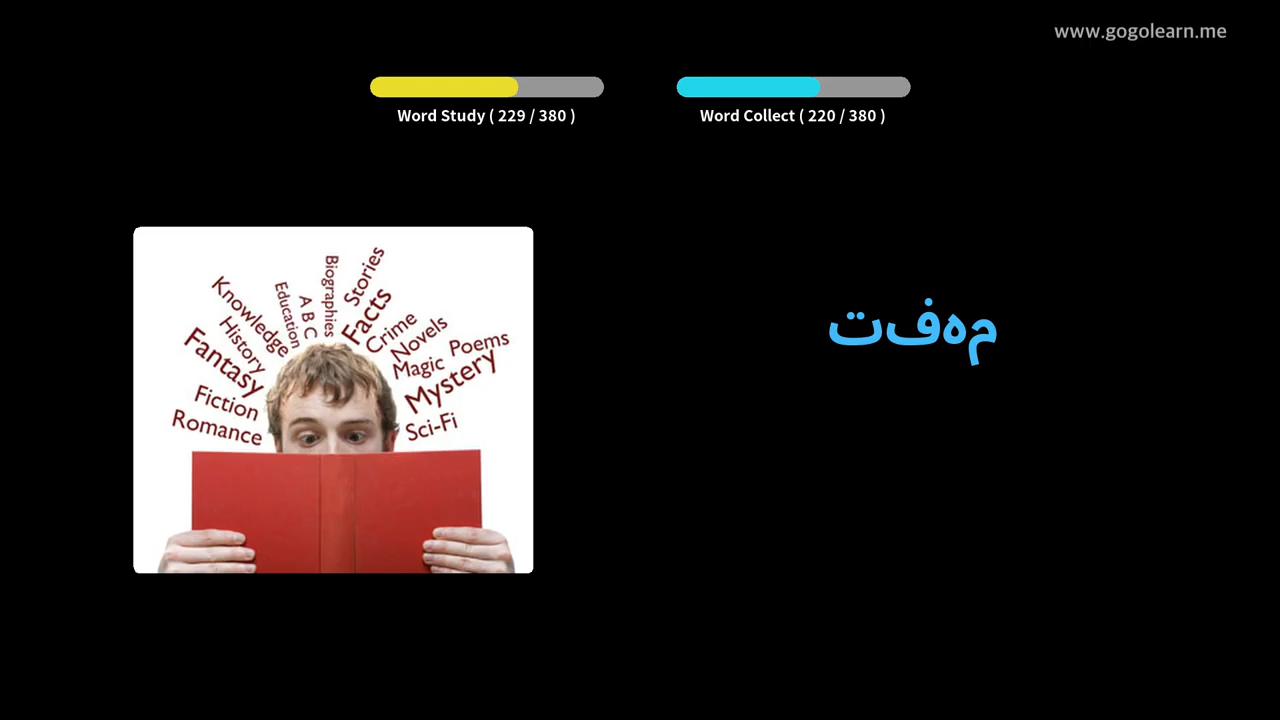 www.gogolearn.me
Word Study ( 229 / 380 )
Word Collect ( 220 / 380 )
مهفت
Romance
Fiction
Fantasy
History
Knowledge
Education
A B C
Biographies
Stories
Facts
Crime
Novels
Magic
Poems
Mystery
Sci-Fi